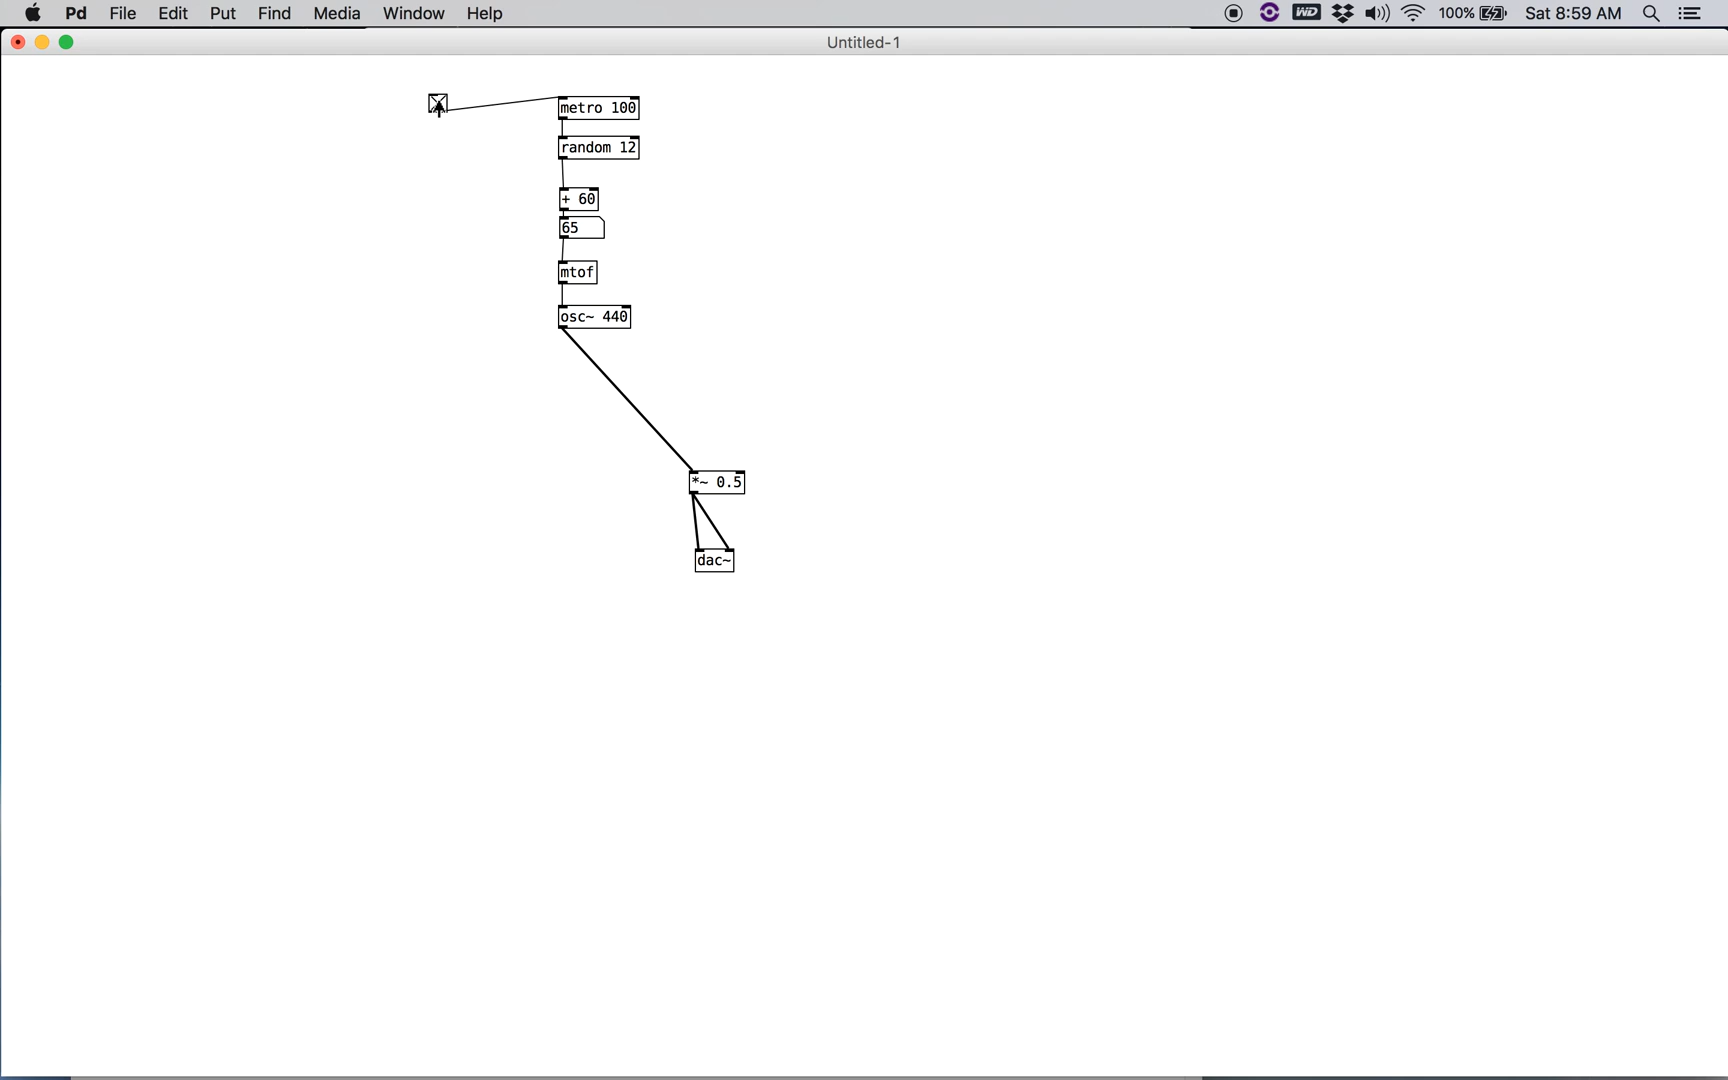 Pd File Edit Put Find Media Window Help WD 100% Sat 8:59 AM
Untitled-1
metro 100
random 12
+ 60
65
mtof
osc~ 440
*~ 0.5
dac~